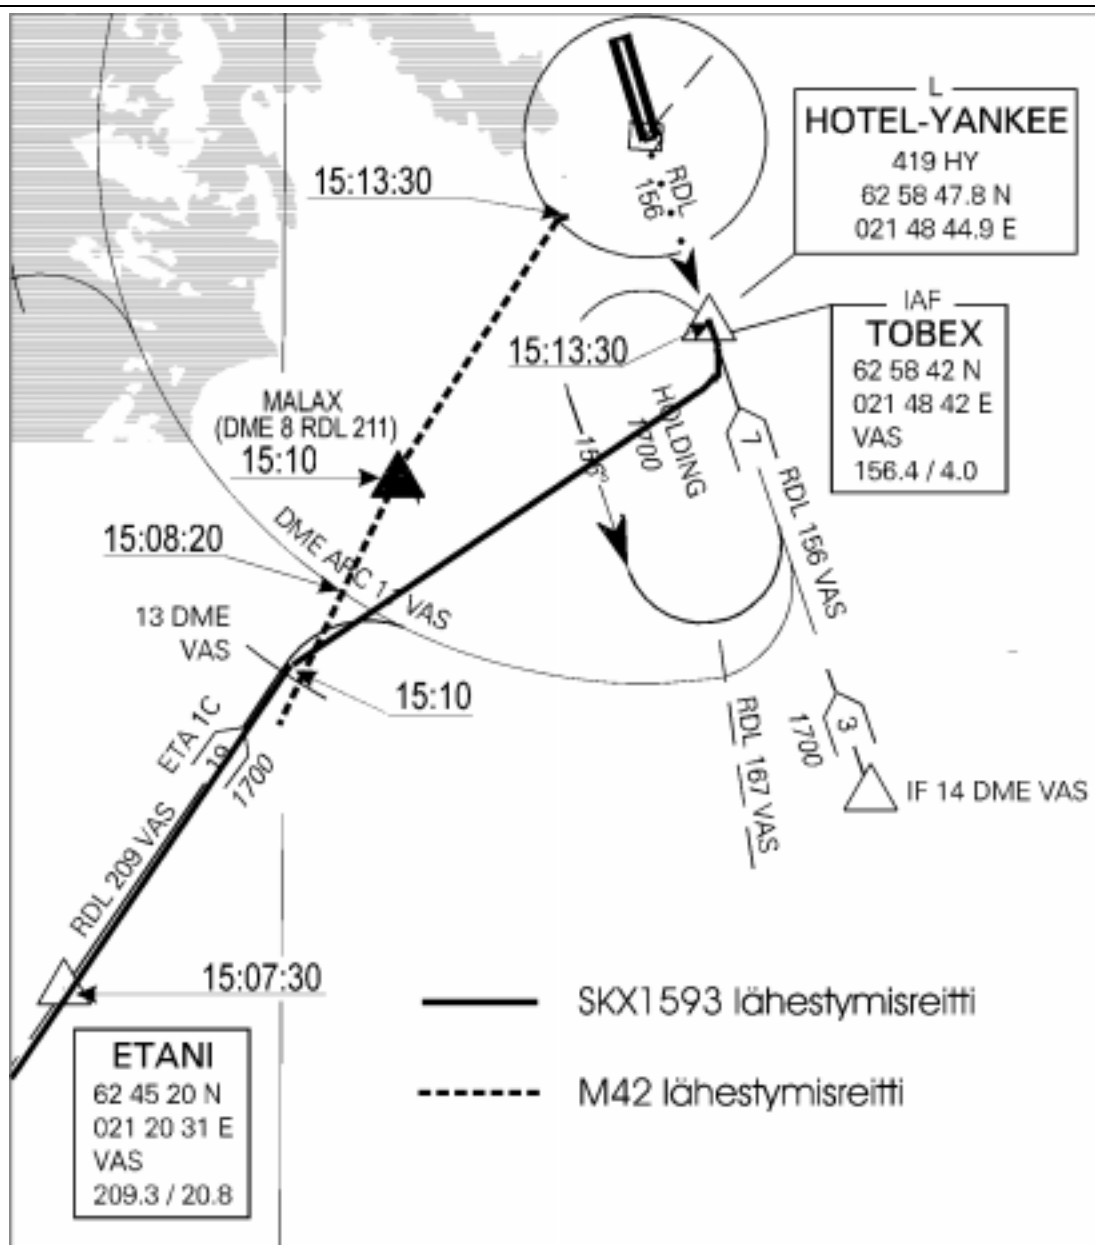 L
HOTEL-YANKEE
419 HY
62 58 47.8 N
021 48 44.9 E
15:13:30
RDL
156
IAF
TOBEX
62 58 42 N
021 48 42 E
VAS
156.4 / 4.0
15:13:30
MALAX
(DME 8 RDL 211)
15:10
HOLDING
1700
156°
7
RDL 156 VAS
15:08:20
DME ARC 1 VAS
13 DME
VAS
15:10
ETA 1C
19
1700
RDL 167 VAS
1700
3
IF 14 DME VAS
RDL 209 VAS
15:07:30
SKX1593 lähestymisreitti
ETANI
62 45 20 N
021 20 31 E
VAS
209.3 / 20.8
M42 lähestymisreitti